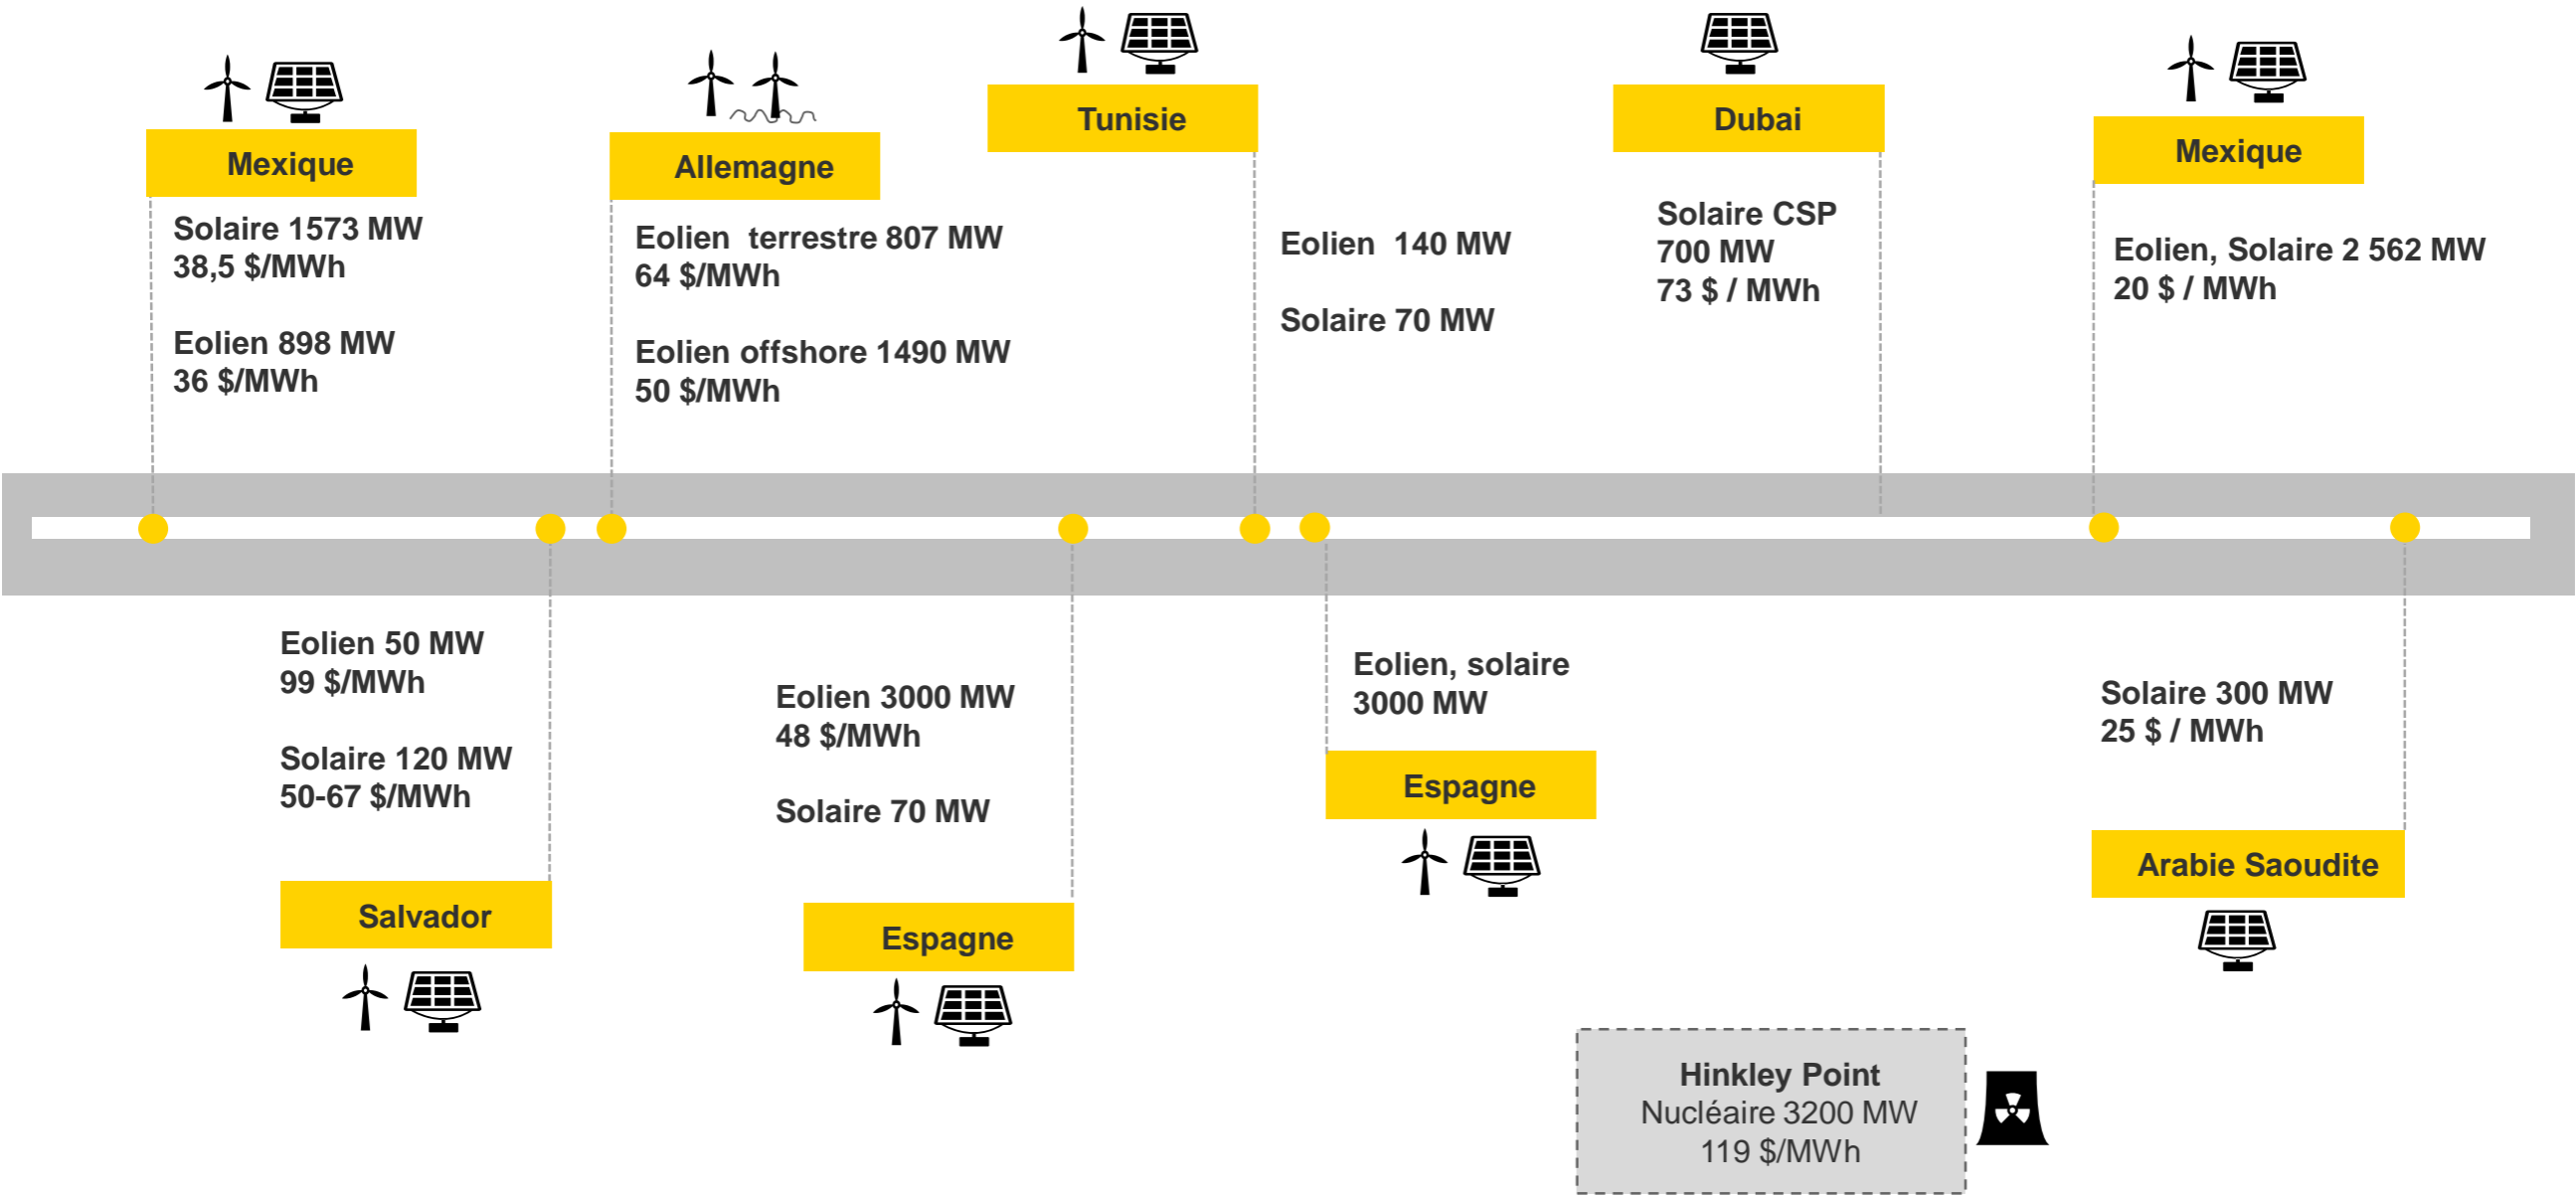 Mexique
Solaire 1573 MW
38,5 $/MWh
Eolien 898 MW
36 $/MWh
Allemagne
Eolien  terrestre 807 MW
64 $/MWh
Eolien offshore 1490 MW
50 $/MWh
Tunisie
Eolien  140 MW
Solaire 70 MW
Dubai
Solaire CSP
700 MW
73 $ / MWh
Mexique
Eolien, Solaire 2 562 MW
20 $ / MWh
Eolien 50 MW
99 $/MWh
Solaire 120 MW
50-67 $/MWh
Salvador
Eolien 3000 MW
48 $/MWh
Solaire 70 MW
Espagne
Eolien, solaire
3000 MW
Espagne
Solaire 300 MW
25 $ / MWh
Arabie Saoudite
Hinkley Point
Nucléaire 3200 MW
119 $/MWh